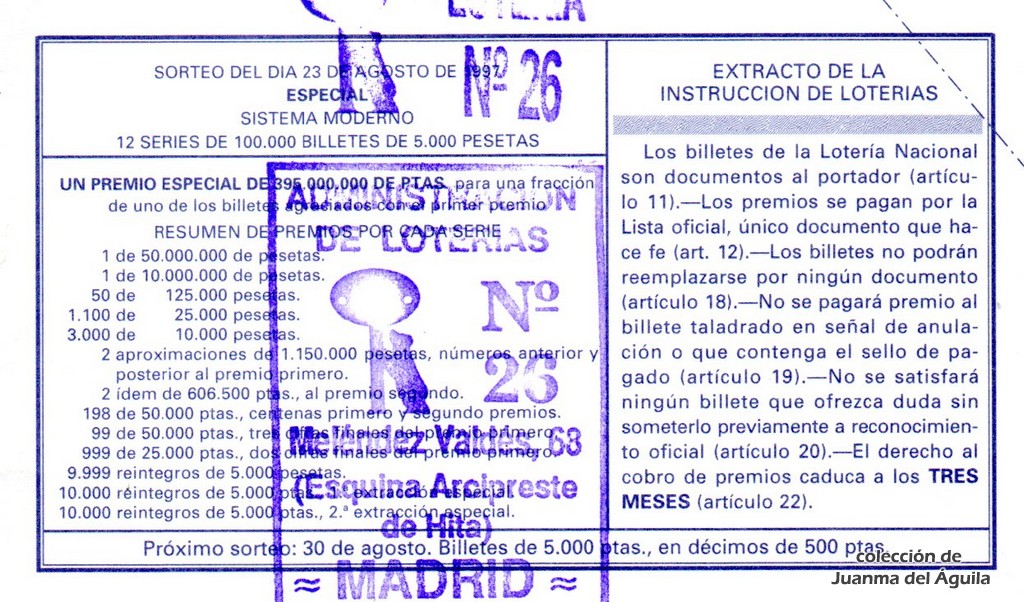 LOTERIA
Nº 26
SORTEO DEL DIA 23 DE AGOSTO DE 1997
ESPECIAL
SISTEMA MODERNO
12 SERIES DE 100.000 BILLETES DE 5.000 PESETAS
UN PREMIO ESPECIAL DE 395.000.000 DE PTAS. para una fracción
de uno de los billetes agraciados con el primer premio
RESUMEN DE PREMIOS POR CADA SERIE
1 de 50.000.000 de pesetas.
1 de 10.000.000 de pesetas.
50 de 125.000 pesetas.
1.100 de 25.000 pesetas.
3.000 de 10.000 pesetas.
2 aproximaciones de 1.150.000 pesetas, números anterior y
posterior al premio primero.
2 ídem de 606.500 ptas., al premio segundo.
198 de 50.000 ptas., centenas primero y segundo premios.
99 de 50.000 ptas., tres cifras finales del premio primero.
999 de 25.000 ptas., dos cifras finales del premio primero.
9.999 reintegros de 5.000 pesetas.
10.000 reintegros de 5.000 ptas., 1.ª extracción especial.
10.000 reintegros de 5.000 ptas., 2.ª extracción especial.
EXTRACTO DE LA
INSTRUCCION DE LOTERIAS
Los billetes de la Lotería Nacional
son documentos al portador (artícu-
lo 11).—Los premios se pagan por la
Lista oficial, único documento que ha-
ce fe (art. 12).—Los billetes no podrán
reemplazarse por ningún documento
(artículo 18).—No se pagará premio al
billete taladrado en señal de anula-
ción o que contenga el sello de pa-
gado (artículo 19).—No se satisfará
ningún billete que ofrezca duda sin
someterlo previamente a reconocimien-
to oficial (artículo 20).—El derecho al
cobro de premios caduca a los TRES
MESES (artículo 22).
Próximo sorteo: 30 de agosto. Billetes de 5.000 ptas., en décimos de 500 ptas.
ADMINISTRACION
DE LOTERIAS
Nº
26
Meléndez Valdés, 63
(Esquina Arcipreste
de Hita)
≈ MADRID ≈
colección de
Juanma del Águila